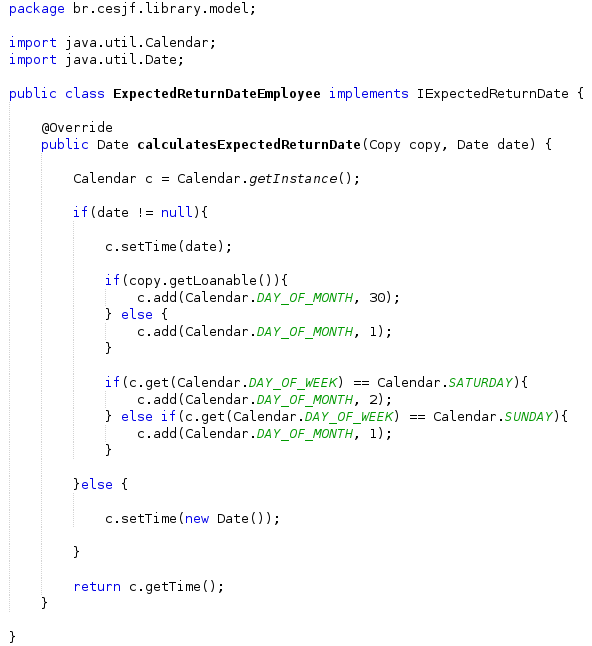 package br.cesjf.library.model;
import java.util.Calendar;
import java.util.Date;
public class ExpectedReturnDateEmployee implements IExpectedReturnDate {
@Override
public Date calculatesExpectedReturnDate(Copy copy, Date date) {
Calendar c = Calendar.getInstance();
if(date != null){
c.setTime(date);
if(copy.getLoanable()){
c.add(Calendar.DAY_OF_MONTH, 30);
} else {
c.add(Calendar.DAY_OF_MONTH, 1);
}
if(c.get(Calendar.DAY_OF_WEEK) == Calendar.SATURDAY){
c.add(Calendar.DAY_OF_MONTH, 2);
} else if(c.get(Calendar.DAY_OF_WEEK) == Calendar.SUNDAY){
c.add(Calendar.DAY_OF_MONTH, 1);
}
}else {
c.setTime(new Date());
}
return c.getTime();
}
}